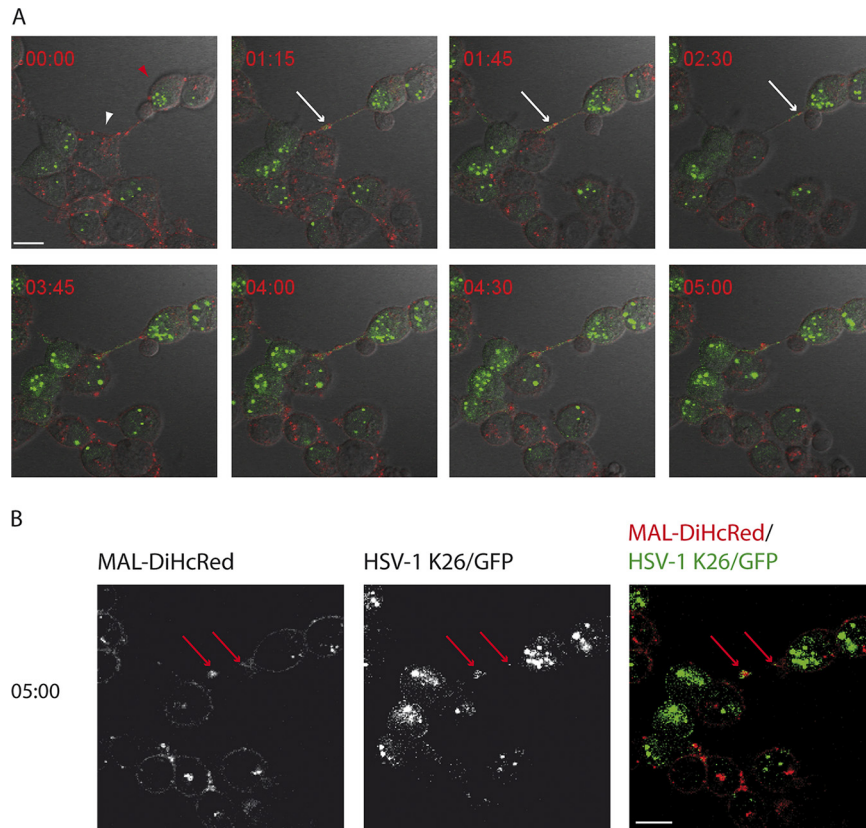 A
00:00
01:15
01:45
02:30
03:45
04:00
04:30
05:00
B
MAL-DiHcRed
HSV-1 K26/GFP
MAL-DiHcRed/
HSV-1 K26/GFP
05:00